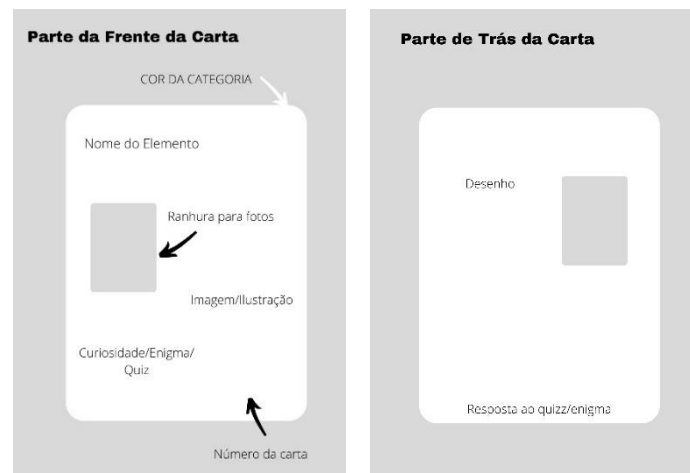 Parte da Frente da Carta
COR DA CATEGORIA
Nome do Elemento
Ranhura para fotos
Imagem/Ilustração
Curiosidade/Enigma/
Quiz
Número da carta
Parte de Trás da Carta
Desenho
Resposta ao quizz/enigma